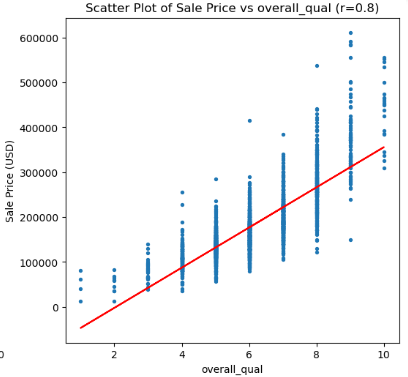 Scatter Plot of Sale Price vs overall_qual (r=0.8)
600000
500000
400000
300000
200000
100000
0
Sale Price (USD)
2 4 6 8 10
overall_qual
0